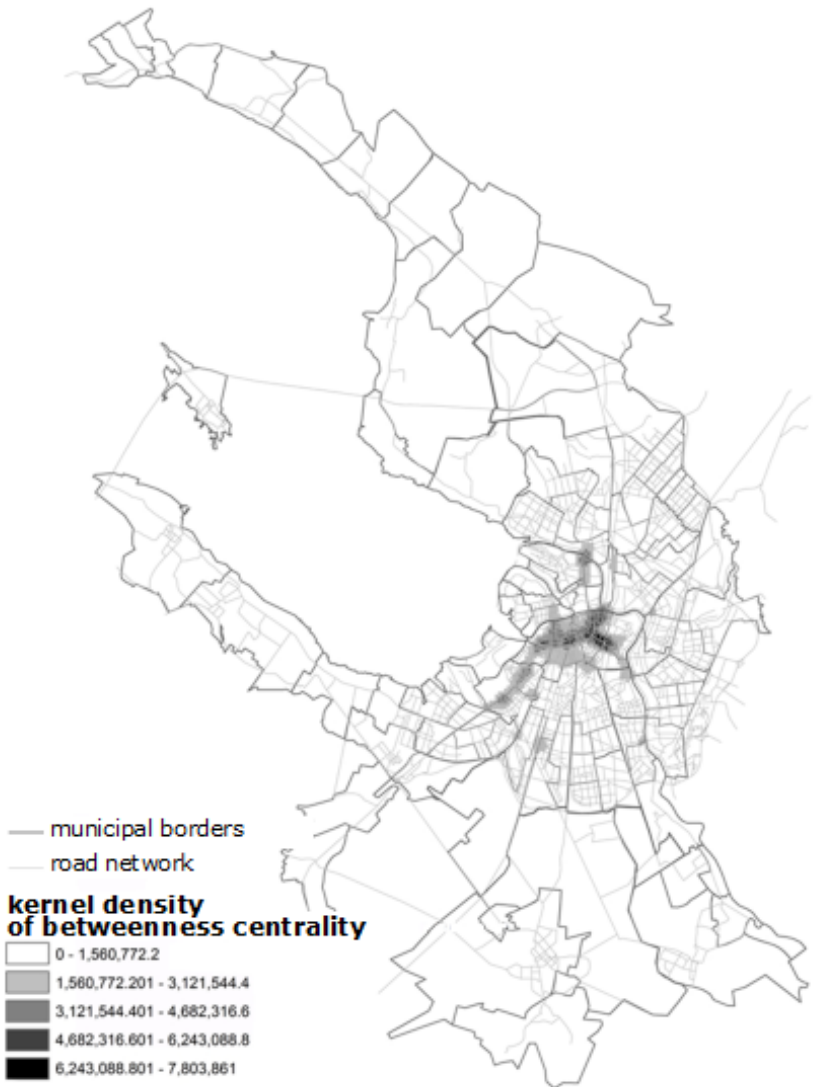 municipal borders
road network
kernel density
of betweenness centrality
0 - 1,560,772.2
1,560,772.201 - 3,121,544.4
3,121,544.401 - 4,682,316.6
4,682,316.601 - 6,243,088.8
6,243,088.801 - 7,803,861